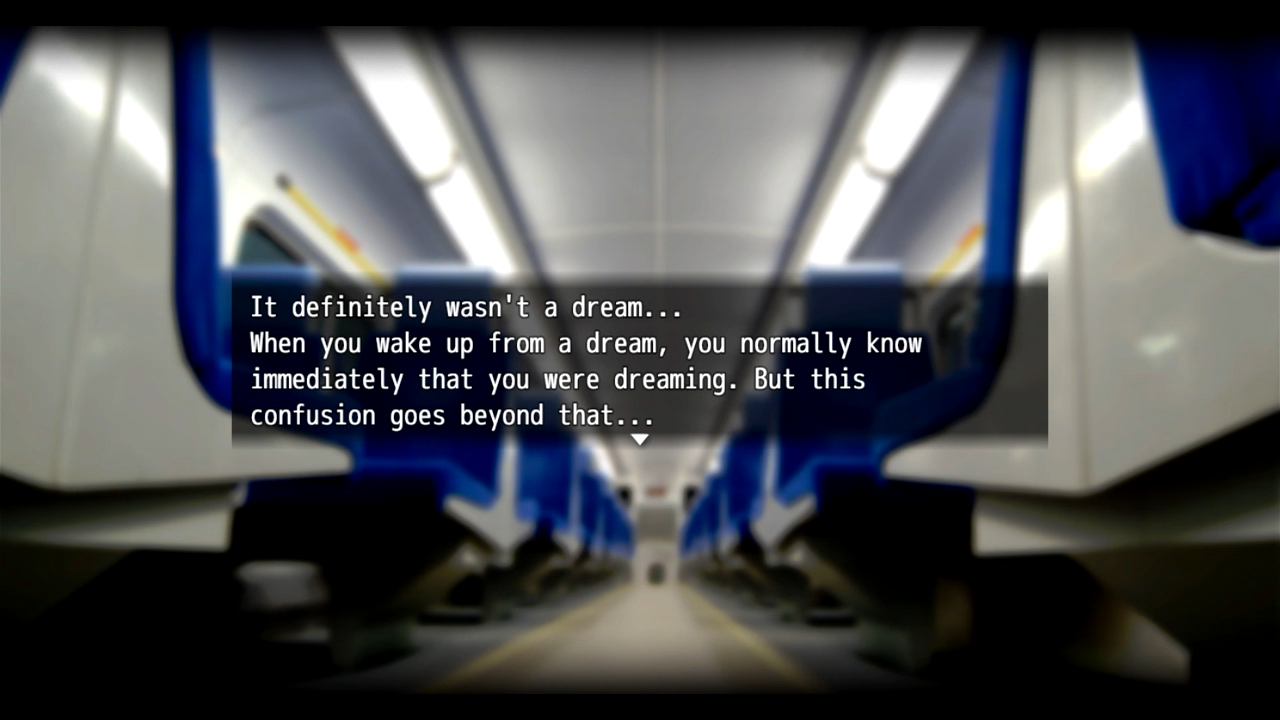 It definitely wasn't a dream...
When you wake up from a dream, you normally know
immediately that you were dreaming. But this
confusion goes beyond that...